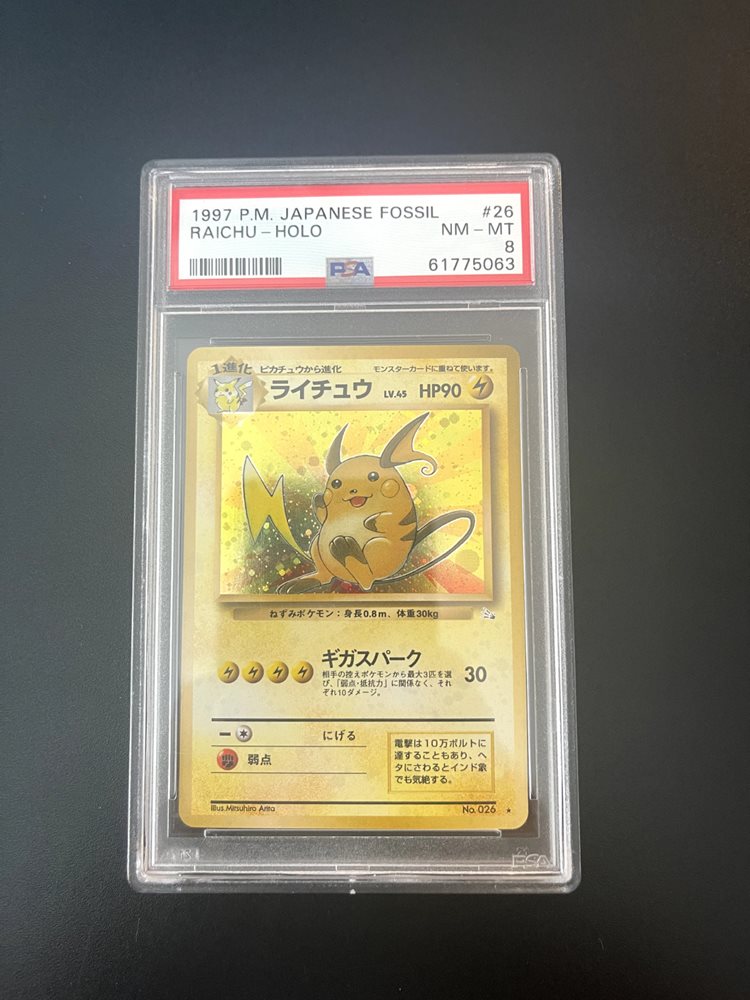 1997 P.M. JAPANESE FOSSIL #26
RAICHU - HOLO NM - MT
8
PSA 61775063
1進化 ピカチュウから進化 モンスターカードに重ねて使います。
ライチュウ LV.45 HP90
ねずみポケモン：身長0.8m、体重30kg
ギガスパーク 30
相手の控えポケモンから最大3匹を選
び、「弱点・抵抗力」に関係なく、それ
ぞれ10ダメージ。
にげる
弱点
電撃は10万ボルトに
達することもあり、ヘ
タにさわるとインド象
でも気絶する。
Illus. Mitsuhiro Arita No. 026
PSA